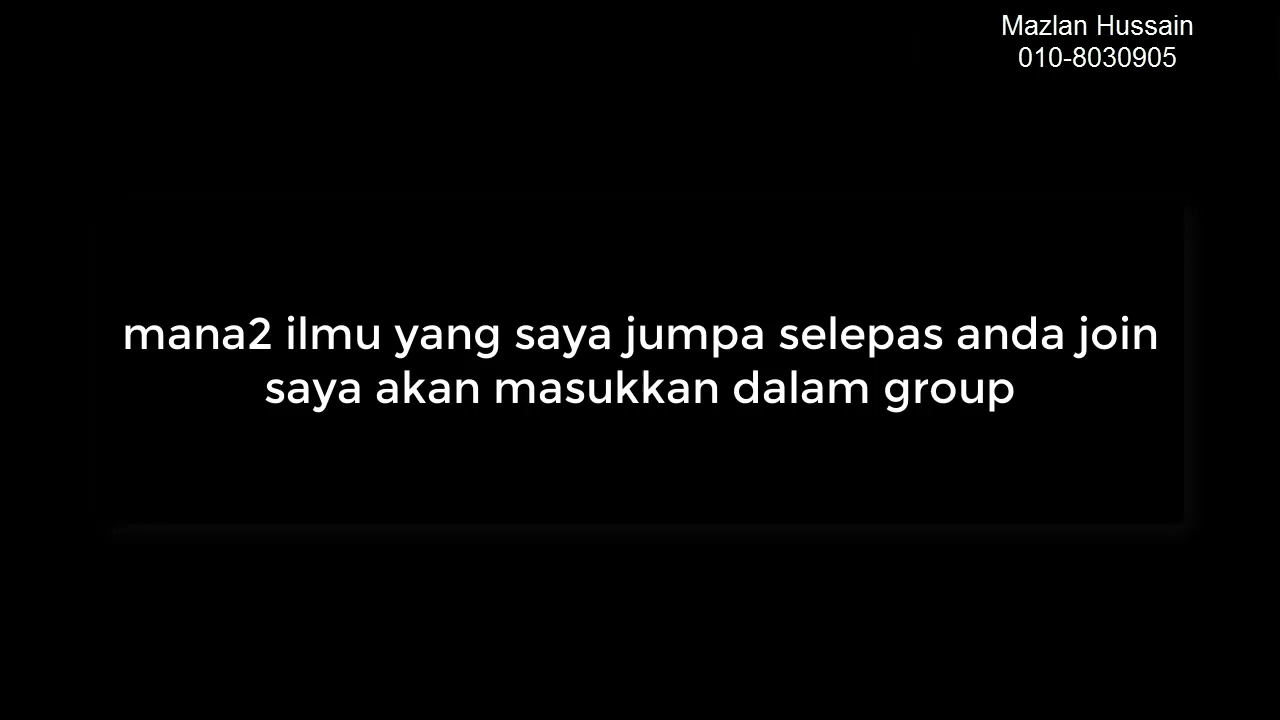 Mazlan Hussain
010-8030905
mana2 ilmu yang saya jumpa selepas anda join
saya akan masukkan dalam group